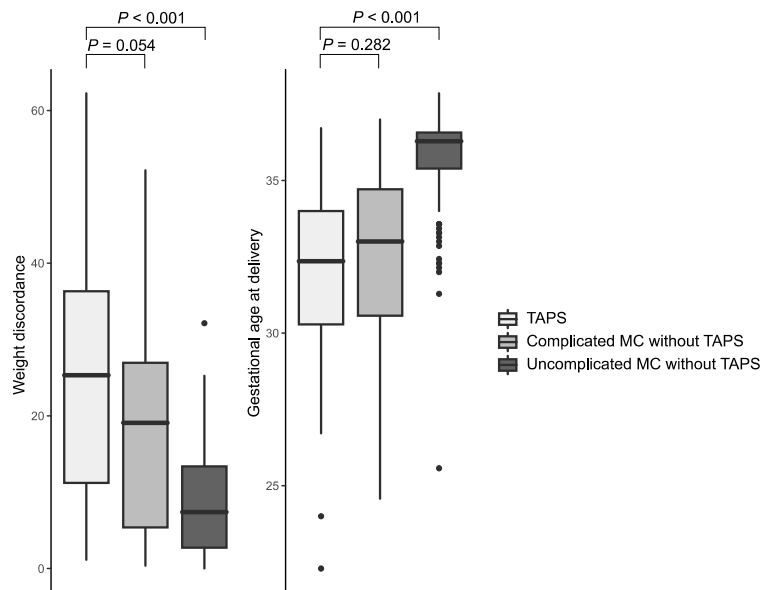 P < 0.001
P = 0.054
60
40
20
0
Weight discordance
P < 0.001
P = 0.282
35
30
25
Gestational age at delivery
TAPS
Complicated MC without TAPS
Uncomplicated MC without TAPS